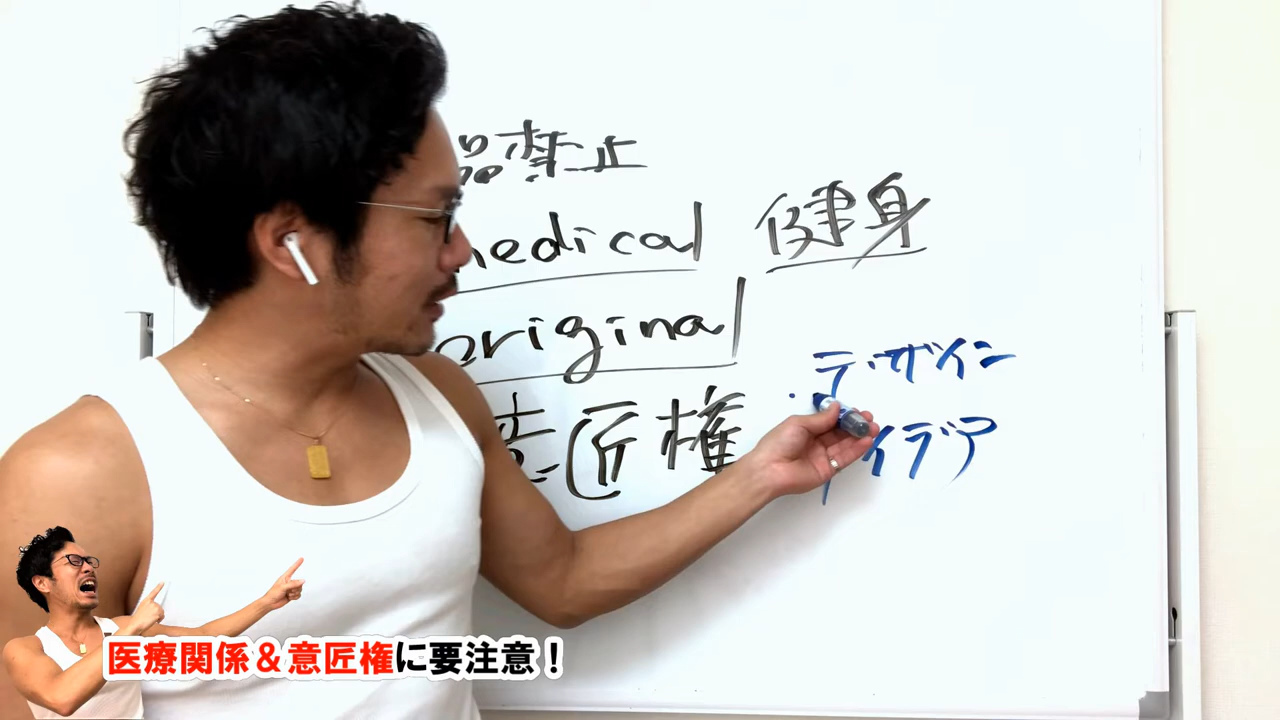 禁止
medical 健身
original
デザイン
意匠権
アイデア
医療関係＆意匠権に要注意！